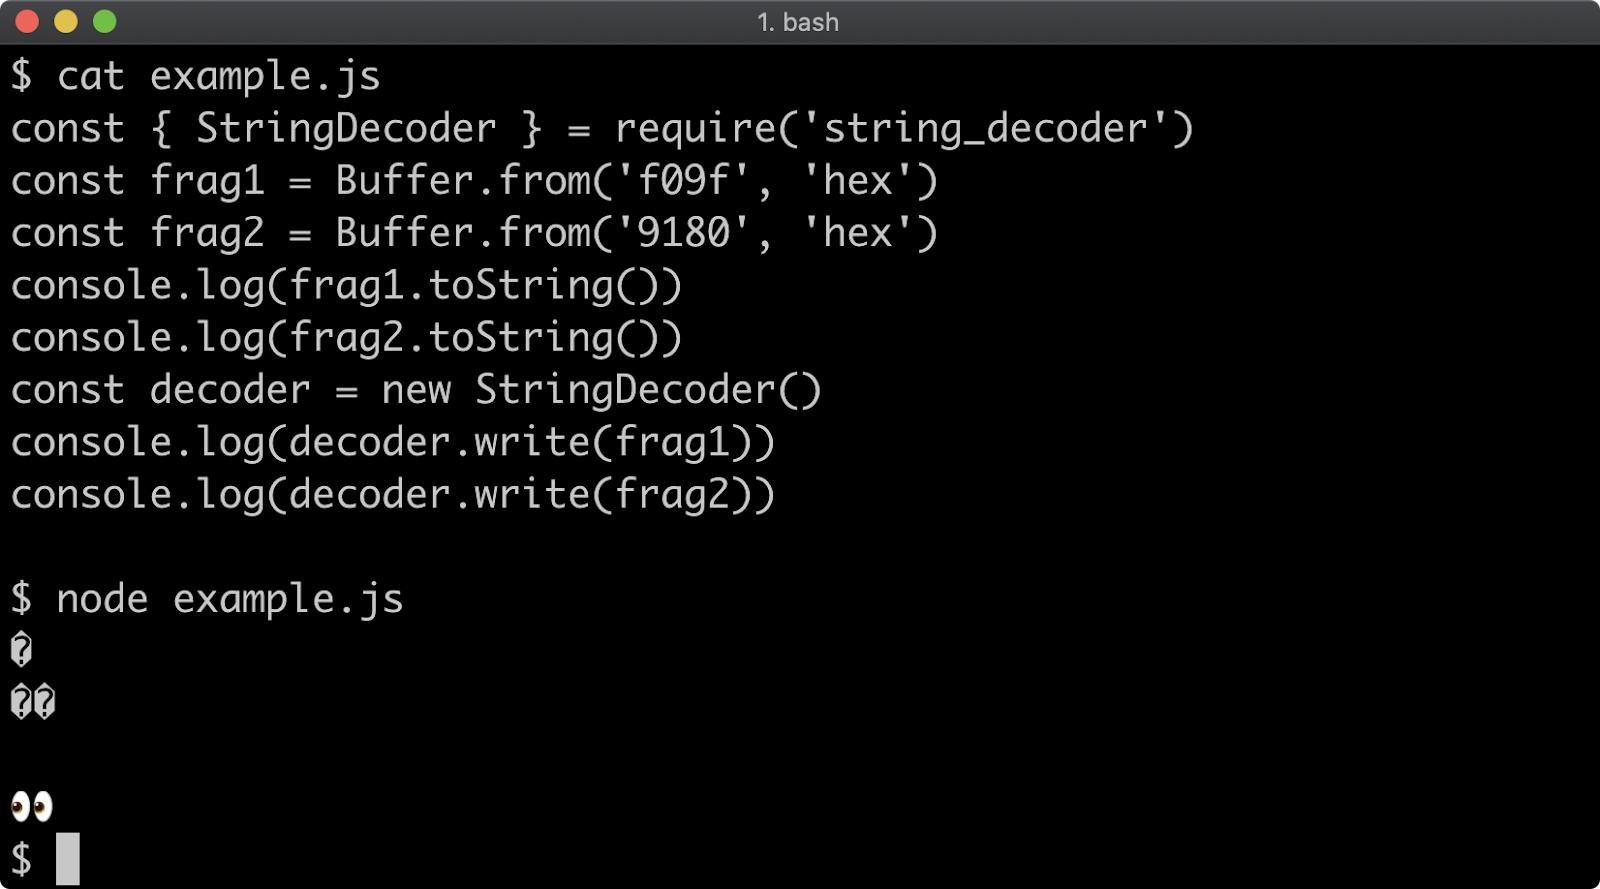 1. bash
$ cat example.js
const { StringDecoder } = require('string_decoder')
const frag1 = Buffer.from('f09f', 'hex')
const frag2 = Buffer.from('9180', 'hex')
console.log(frag1.toString())
console.log(frag2.toString())
const decoder = new StringDecoder()
console.log(decoder.write(frag1))
console.log(decoder.write(frag2))
$ node example.js
�
��
👀
$